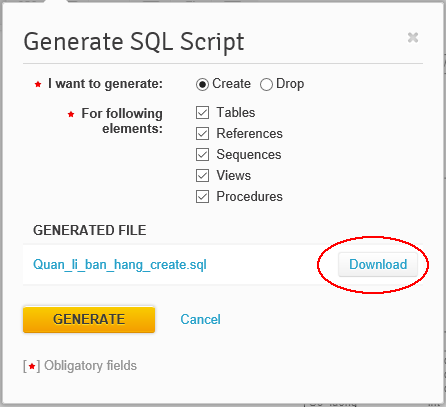 Generate SQL Script
* I want to generate: Create Drop
* For following elements: Tables
References
Sequences
Views
Procedures
GENERATED FILE
Quan_li_ban_hang_create.sql Download
GENERATE Cancel
[*] Obligatory fields